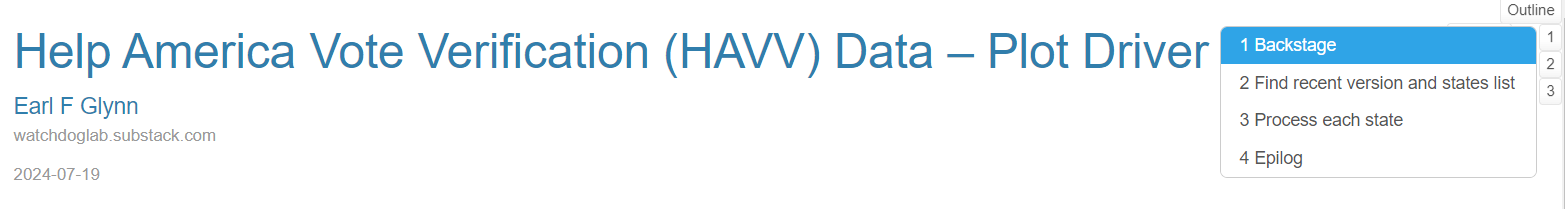 Outline
Help America Vote Verification (HAVV) Data – Plot Driver
1 Backstage
2 Find recent version and states list
3 Process each state
4 Epilog
1
2
3
Earl F Glynn
watchdoglab.substack.com
2024-07-19